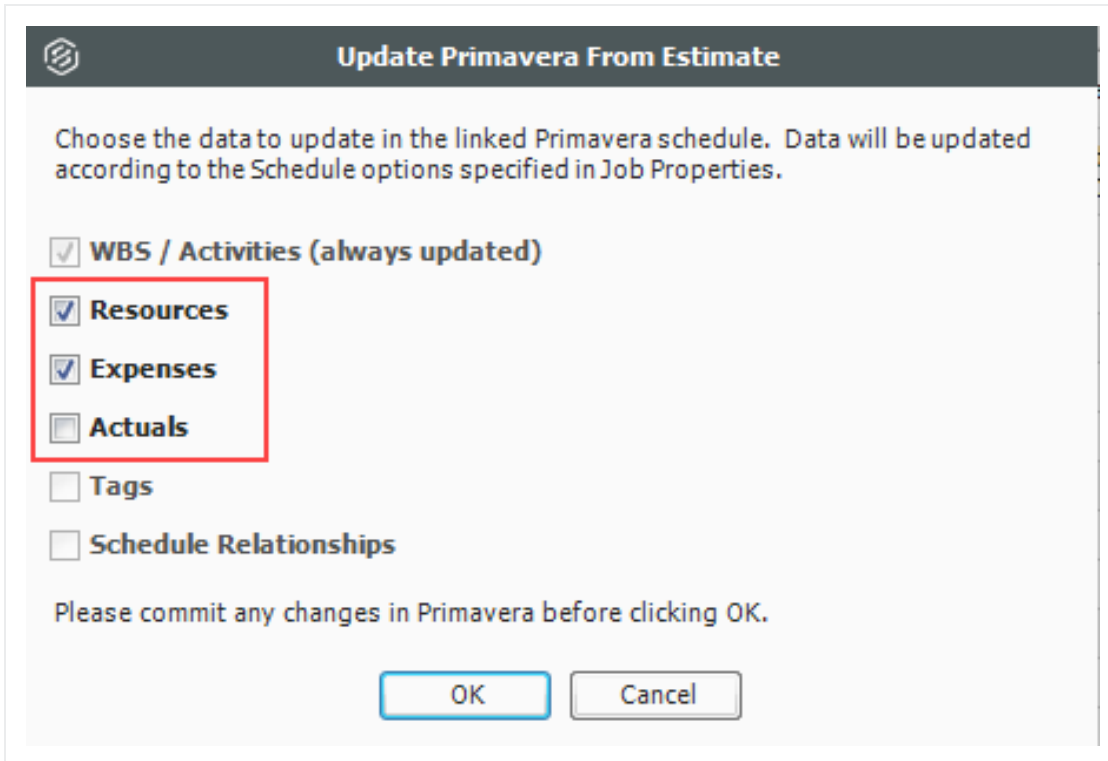 Update Primavera From Estimate
Choose the data to update in the linked Primavera schedule. Data will be updated
according to the Schedule options specified in Job Properties.
WBS / Activities (always updated)
Resources
Expenses
Actuals
Tags
Schedule Relationships
Please commit any changes in Primavera before clicking OK.
OK Cancel